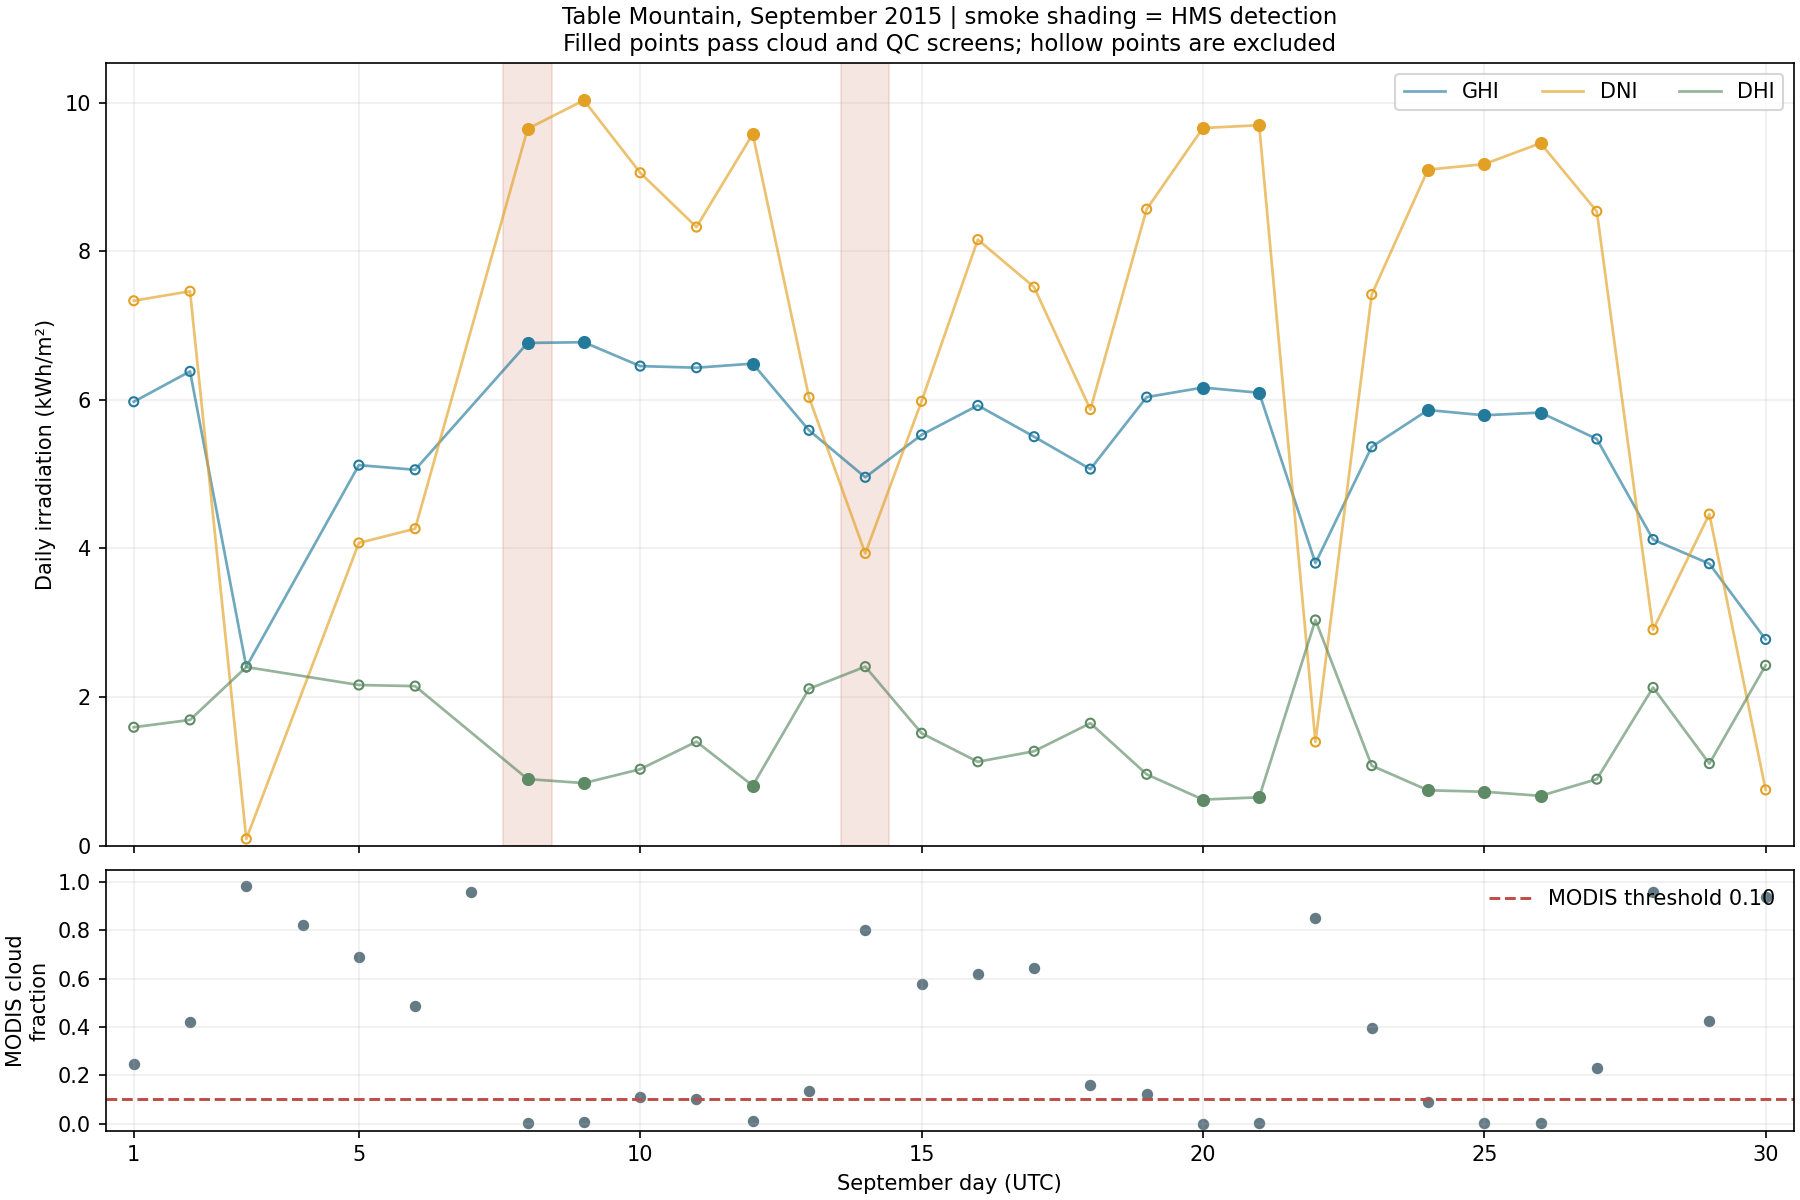 Table Mountain, September 2015 | smoke shading = HMS detection
Filled points pass cloud and QC screens; hollow points are excluded
GHI DNI DHI
Daily irradiation (kWh/m²)
10
8
6
4
2
0
MODIS cloud
fraction
1.0
0.8
0.6
0.4
0.2
0.0
MODIS threshold 0.10
1 5 10 15 20 25 30
September day (UTC)